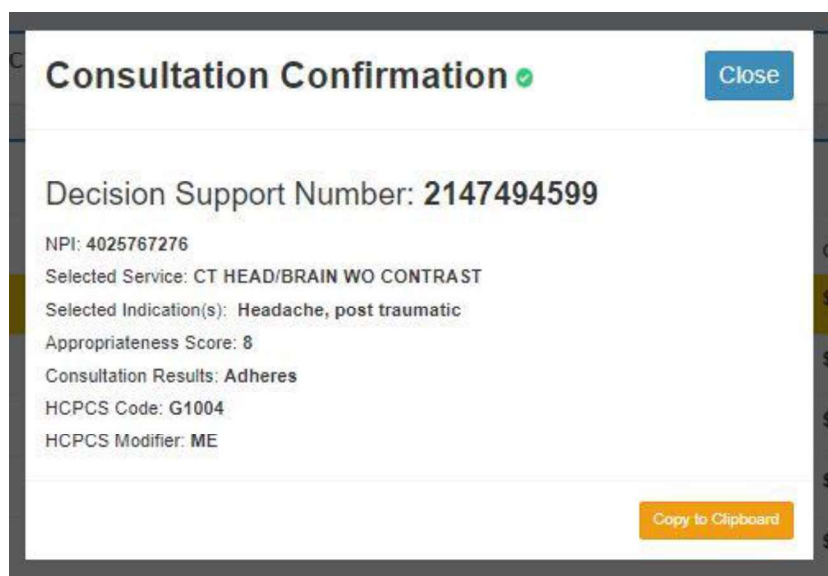 Consultation Confirmation
Close
Decision Support Number: 2147494599
NPI: 4025767276
Selected Service: CT HEAD/BRAIN WO CONTRAST
Selected Indication(s): Headache, post traumatic
Appropriateness Score: 8
Consultation Results: Adheres
HCPCS Code: G1004
HCPCS Modifier: ME
Copy to Clipboard